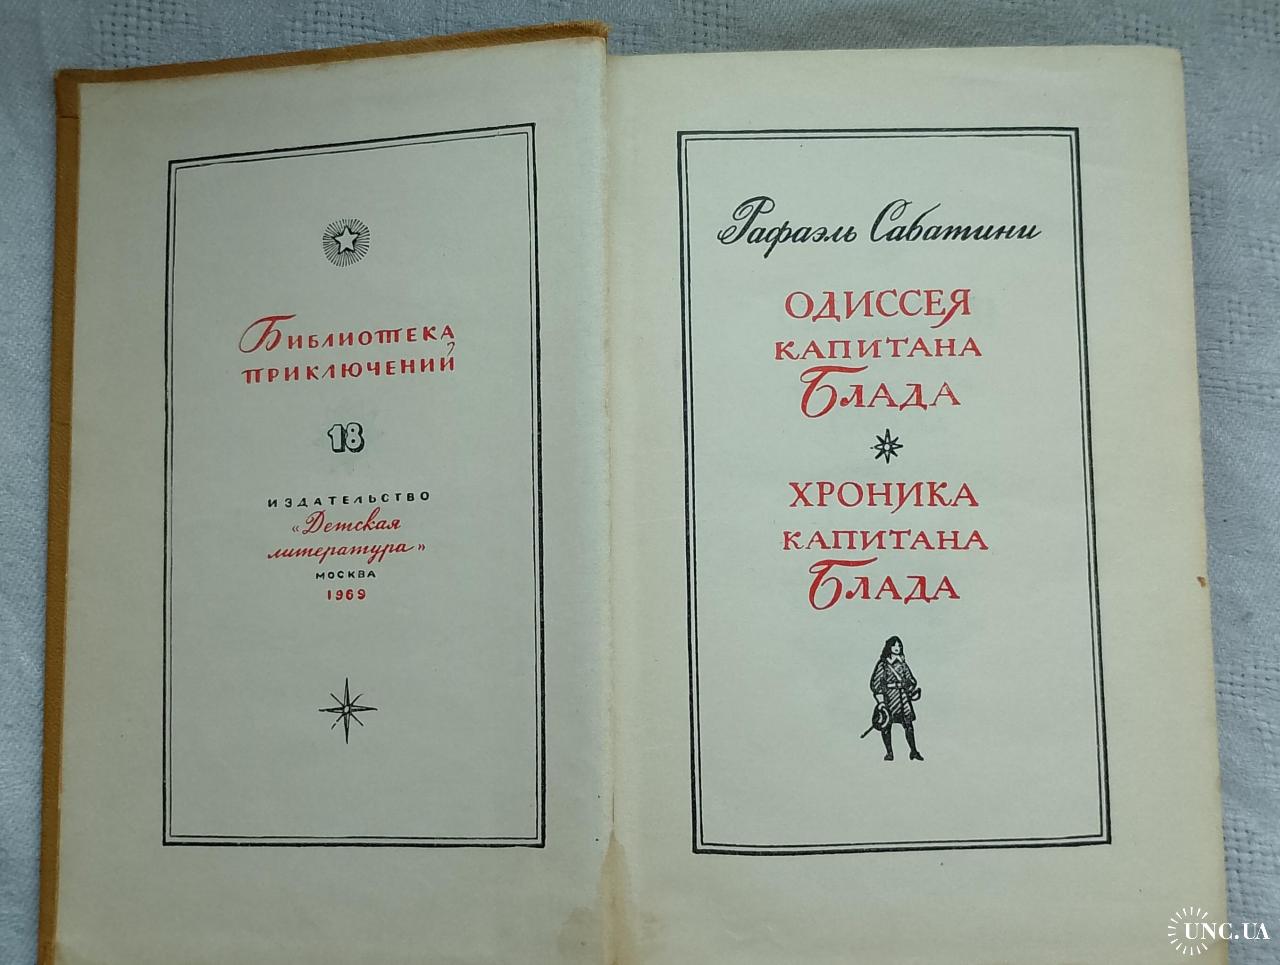 Библиотека
приключений
18
ИЗДАТЕЛЬСТВО
«Детская
литература»
МОСКВА
1969
Рафаэль Сабатини
ОДИССЕЯ
КАПИТАНА
БЛАДА
ХРОНИКА
КАПИТАНА
БЛАДА
UNC.UA